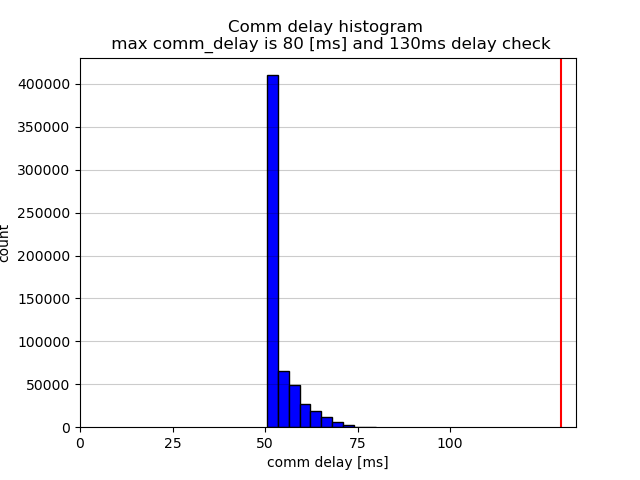 Comm delay histogram
max comm_delay is 80 [ms] and 130ms delay check
400000
350000
300000
250000
200000
150000
100000
50000
0
count
0 25 50 75 100
comm delay [ms]